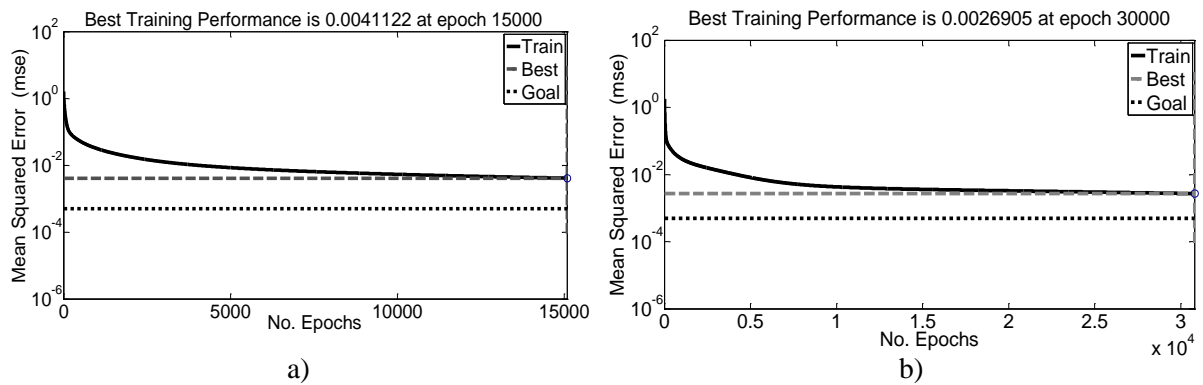 Best Training Performance is 0.0041122 at epoch 15000
10^2
10^0
10^-2
10^-4
10^-6
Mean Squared Error (mse)
Train
Best
Goal
0
5000
10000
15000
No. Epochs
a)
Best Training Performance is 0.0026905 at epoch 30000
10^2
10^0
10^-2
10^-4
10^-6
Mean Squared Error (mse)
Train
Best
Goal
0
0.5
1
1.5
2
2.5
3
x 10^4
No. Epochs
b)